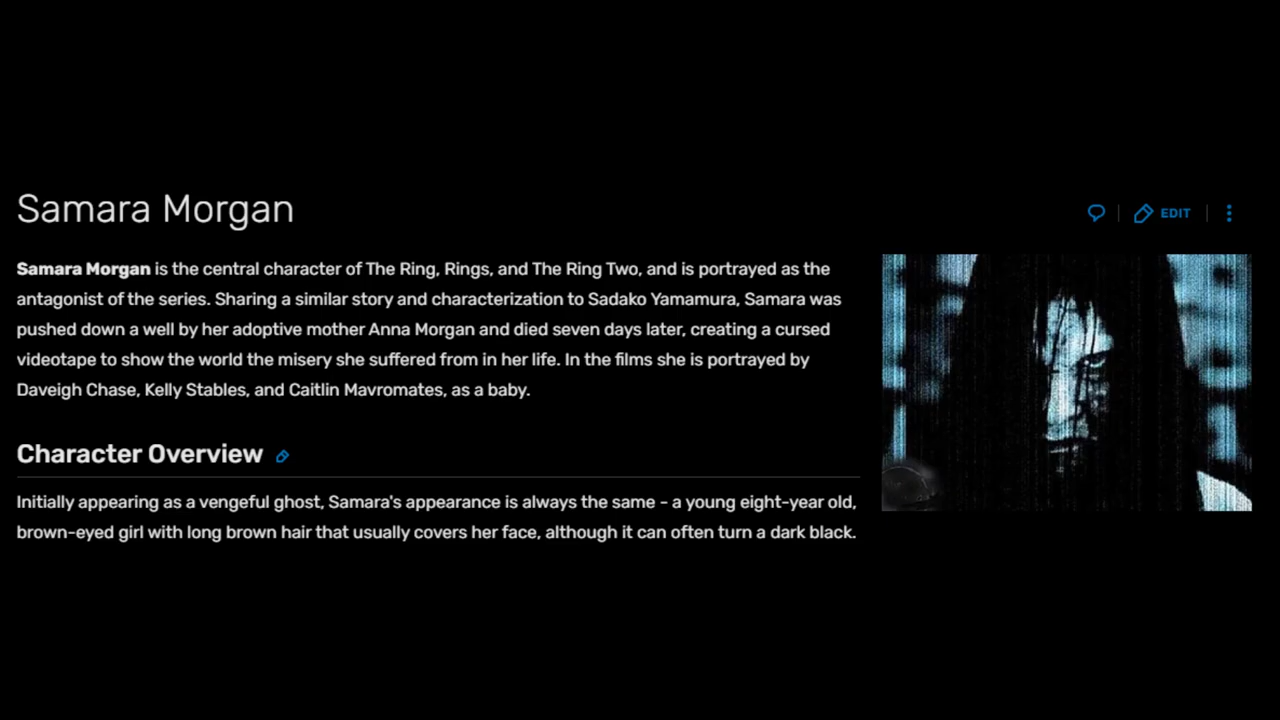 Samara Morgan
EDIT
Samara Morgan is the central character of The Ring, Rings, and The Ring Two, and is portrayed as the
antagonist of the series. Sharing a similar story and characterization to Sadako Yamamura, Samara was
pushed down a well by her adoptive mother Anna Morgan and died seven days later, creating a cursed
videotape to show the world the misery she suffered from in her life. In the films she is portrayed by
Daveigh Chase, Kelly Stables, and Caitlin Mavromates, as a baby.
Character Overview
Initially appearing as a vengeful ghost, Samara's appearance is always the same - a young eight-year old,
brown-eyed girl with long brown hair that usually covers her face, although it can often turn a dark black.